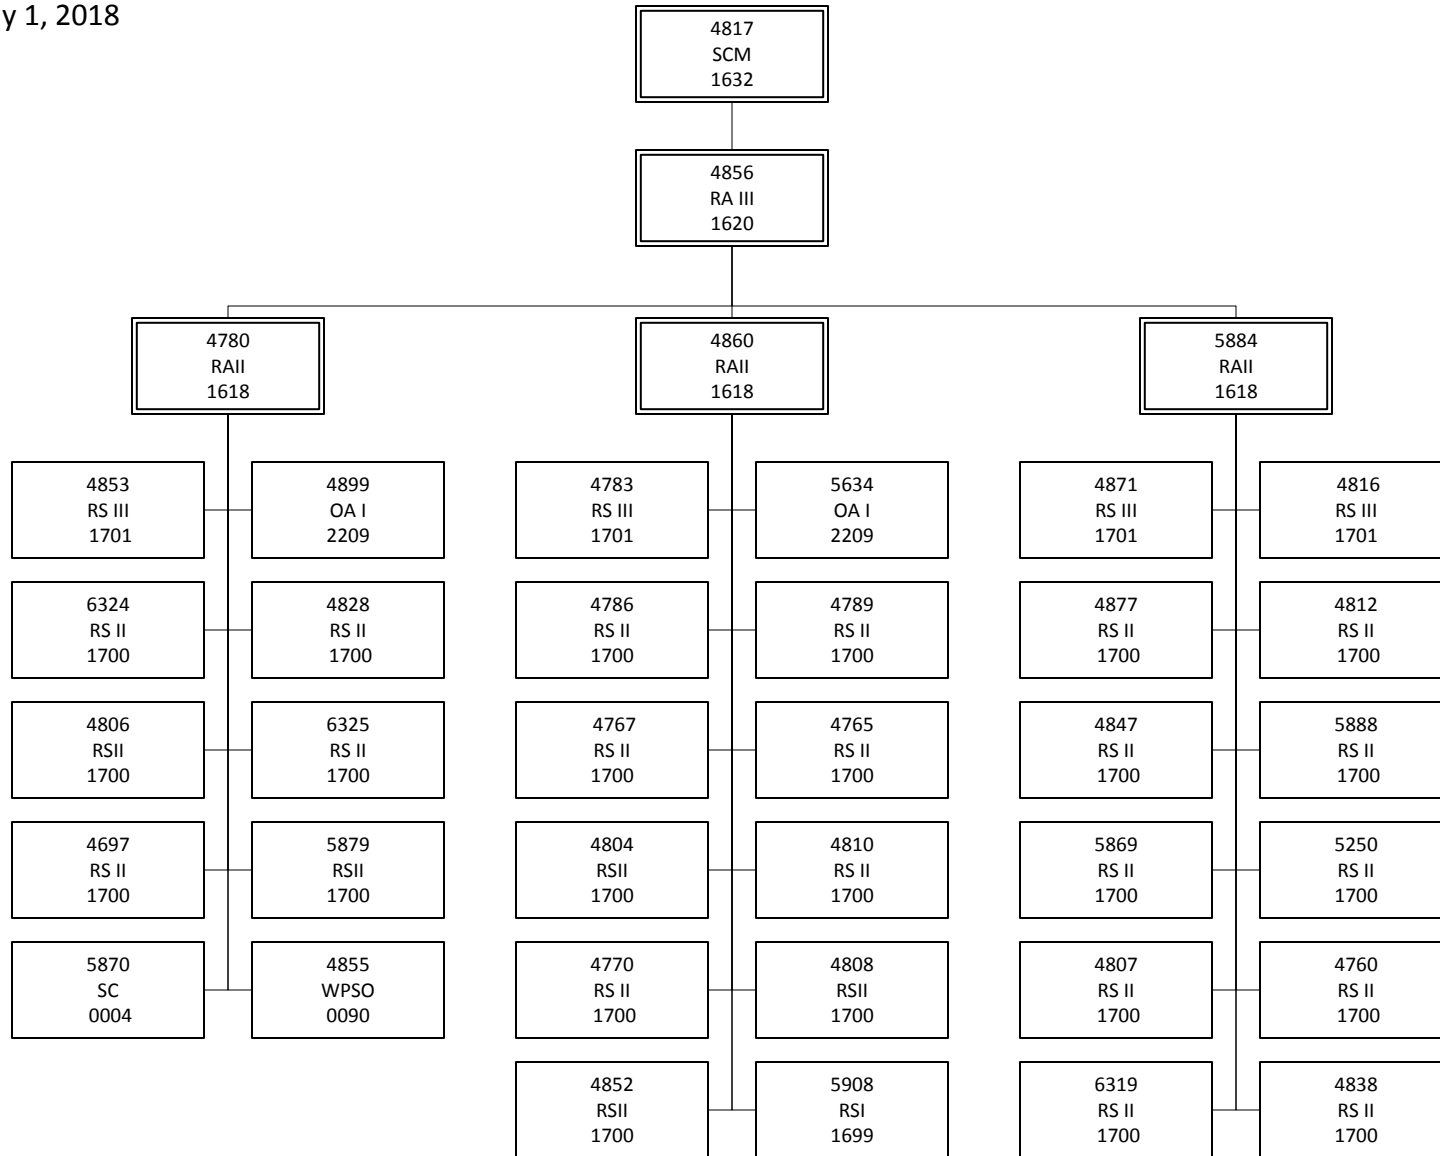 y 1, 2018
4817
SCM
1632
4856
RA III
1620
4780
RAII
1618
4860
RAII
1618
5884
RAII
1618
4853
RS III
1701
4899
OA I
2209
4783
RS III
1701
5634
OA I
2209
4871
RS III
1701
4816
RS III
1701
6324
RS II
1700
4828
RS II
1700
4786
RS II
1700
4789
RS II
1700
4877
RS II
1700
4812
RS II
1700
4806
RSII
1700
6325
RS II
1700
4767
RS II
1700
4765
RS II
1700
4847
RS II
1700
5888
RS II
1700
4697
RS II
1700
5879
RSII
1700
4804
RSII
1700
4810
RS II
1700
5869
RS II
1700
5250
RS II
1700
5870
SC
0004
4855
WPSO
0090
4770
RS II
1700
4808
RSII
1700
4807
RS II
1700
4760
RS II
1700
4852
RSII
1700
5908
RSI
1699
6319
RS II
1700
4838
RS II
1700